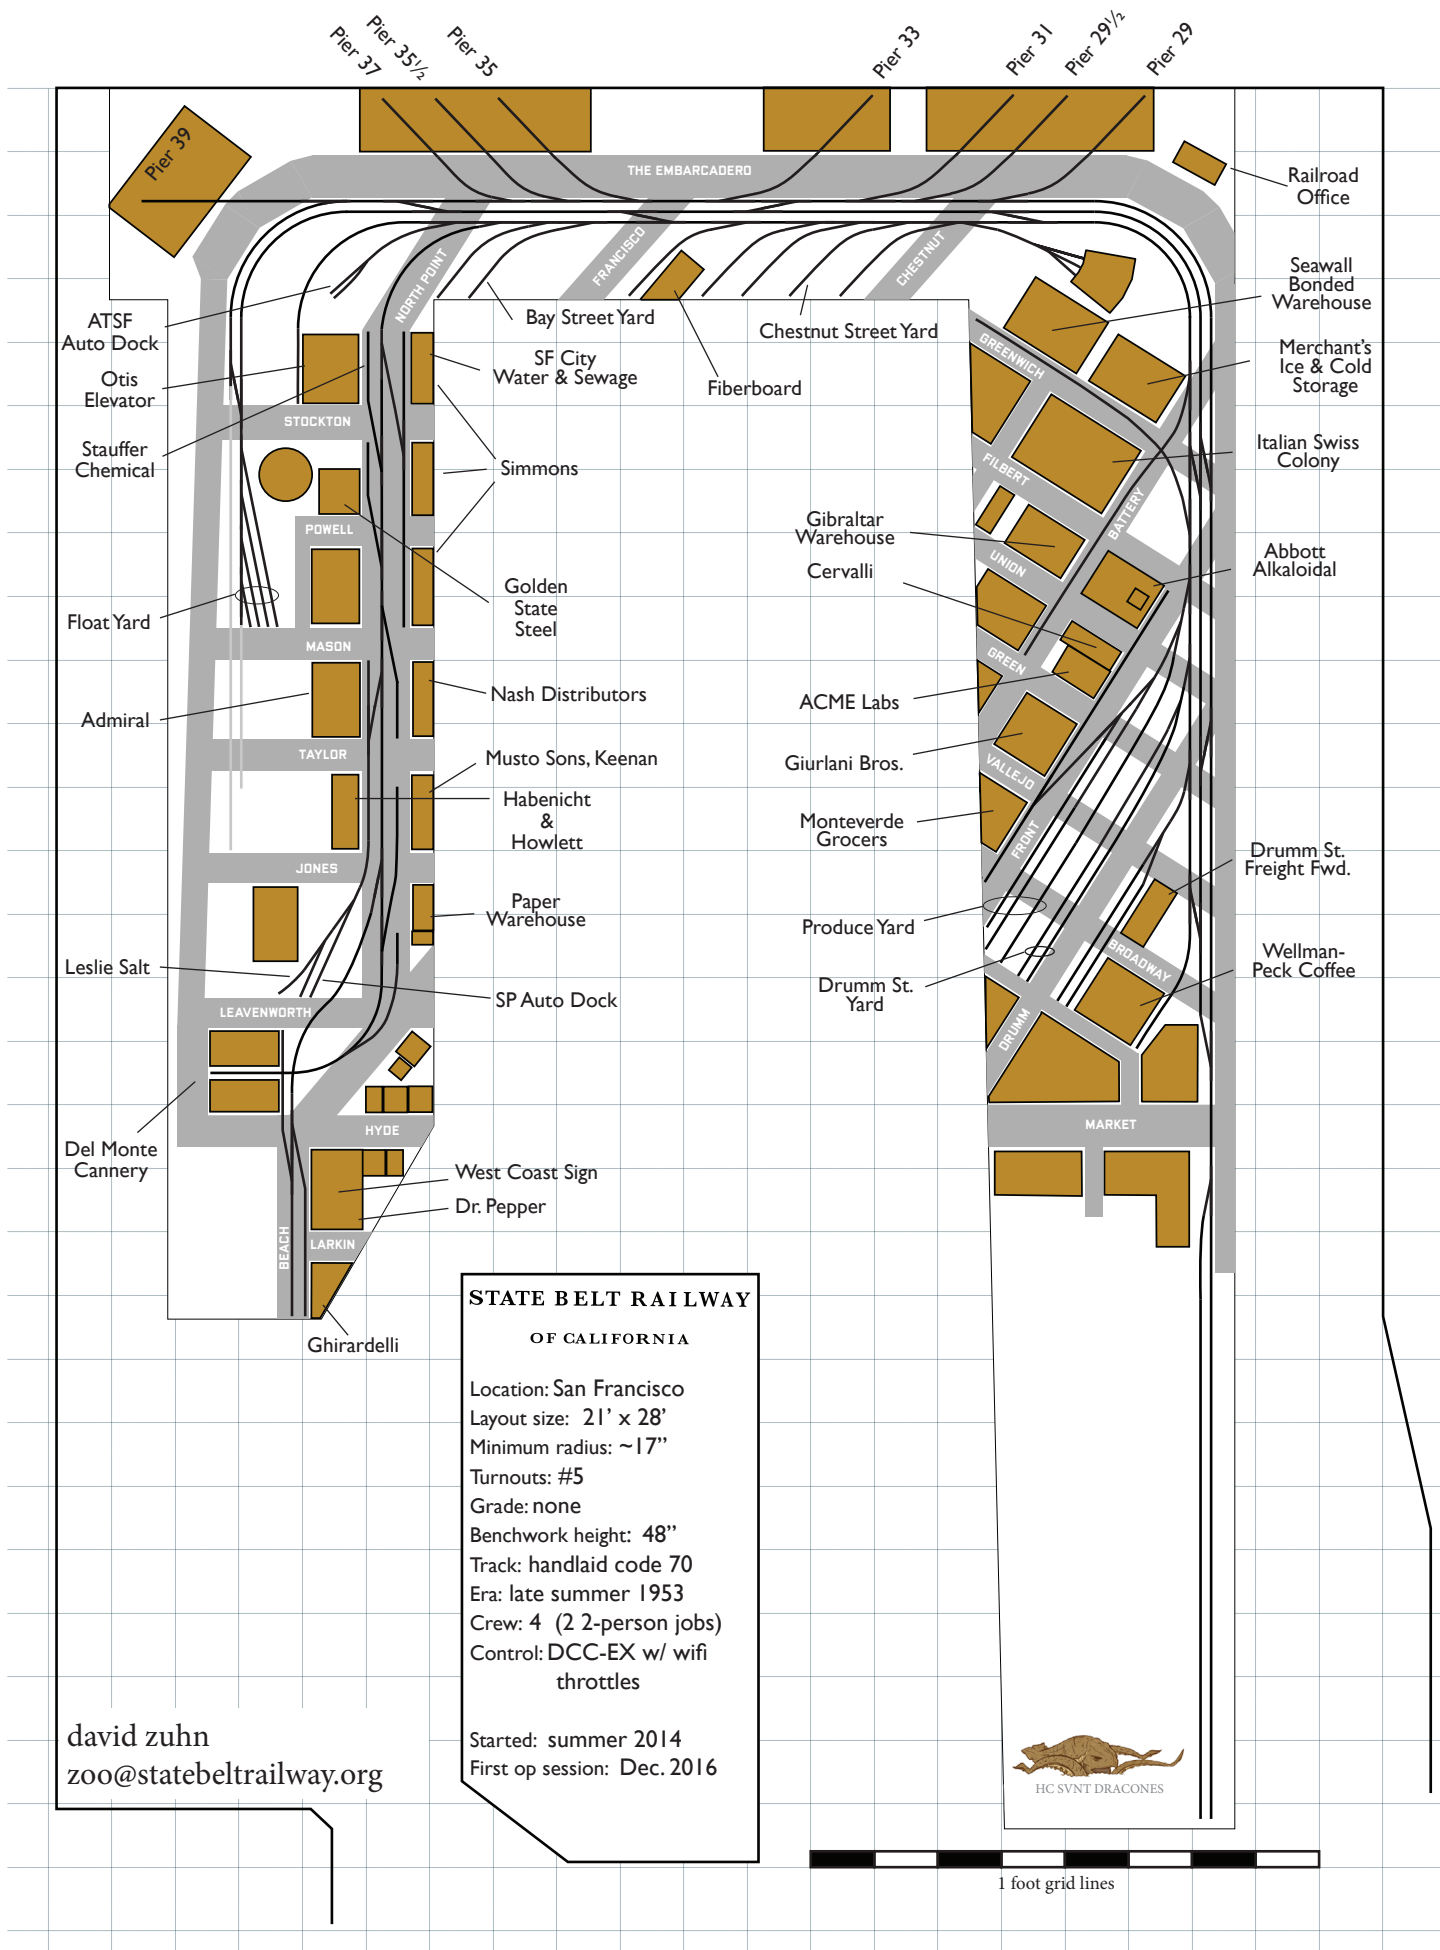 Pier 37
Pier 35½
Pier 35
Pier 33
Pier 31
Pier 29½
Pier 29
Pier 39
THE EMBARCADERO
Railroad
Office
NORTH POINT
FRANCISCO
CHESTNUT
Seawall
Bonded
Warehouse
ATSF
Auto Dock
Bay Street Yard
Chestnut Street Yard
GREENWICH
Merchant's
Ice & Cold
Storage
Otis
Elevator
SF City
Water & Sewage
Fiberboard
STOCKTON
Stauffer
Chemical
Simmons
FILBERT
Italian Swiss
Colony
BATTERY
POWELL
Gibraltar
Warehouse
UNION
Cervalli
Abbott
Alkaloidal
Golden
State
Steel
Float Yard
MASON
GREEN
Nash Distributors
ACME Labs
Admiral
TAYLOR
Musto Sons, Keenan
Giurlani Bros.
VALLEJO
Habenicht
&
Howlett
Monteverde
Grocers
FRONT
JONES
Drumm St.
Freight Fwd.
Paper
Warehouse
Produce Yard
BROADWAY
Leslie Salt
SP Auto Dock
Drumm St.
Yard
Wellman-
Peck Coffee
LEAVENWORTH
DRUMM
Del Monte
Cannery
HYDE
MARKET
West Coast Sign
Dr. Pepper
BEACH
LARKIN
Ghirardelli
STATE BELT RAILWAY
OF CALIFORNIA
Location: San Francisco
Layout size: 21' x 28'
Minimum radius: ~17"
Turnouts: #5
Grade: none
Benchwork height: 48"
Track: handlaid code 70
Era: late summer 1953
Crew: 4 (2 2-person jobs)
Control: DCC-EX w/ wifi
throttles
Started: summer 2014
First op session: Dec. 2016
david zuhn
zoo@statebeltrailway.org
HC SVNT DRACONES
1 foot grid lines